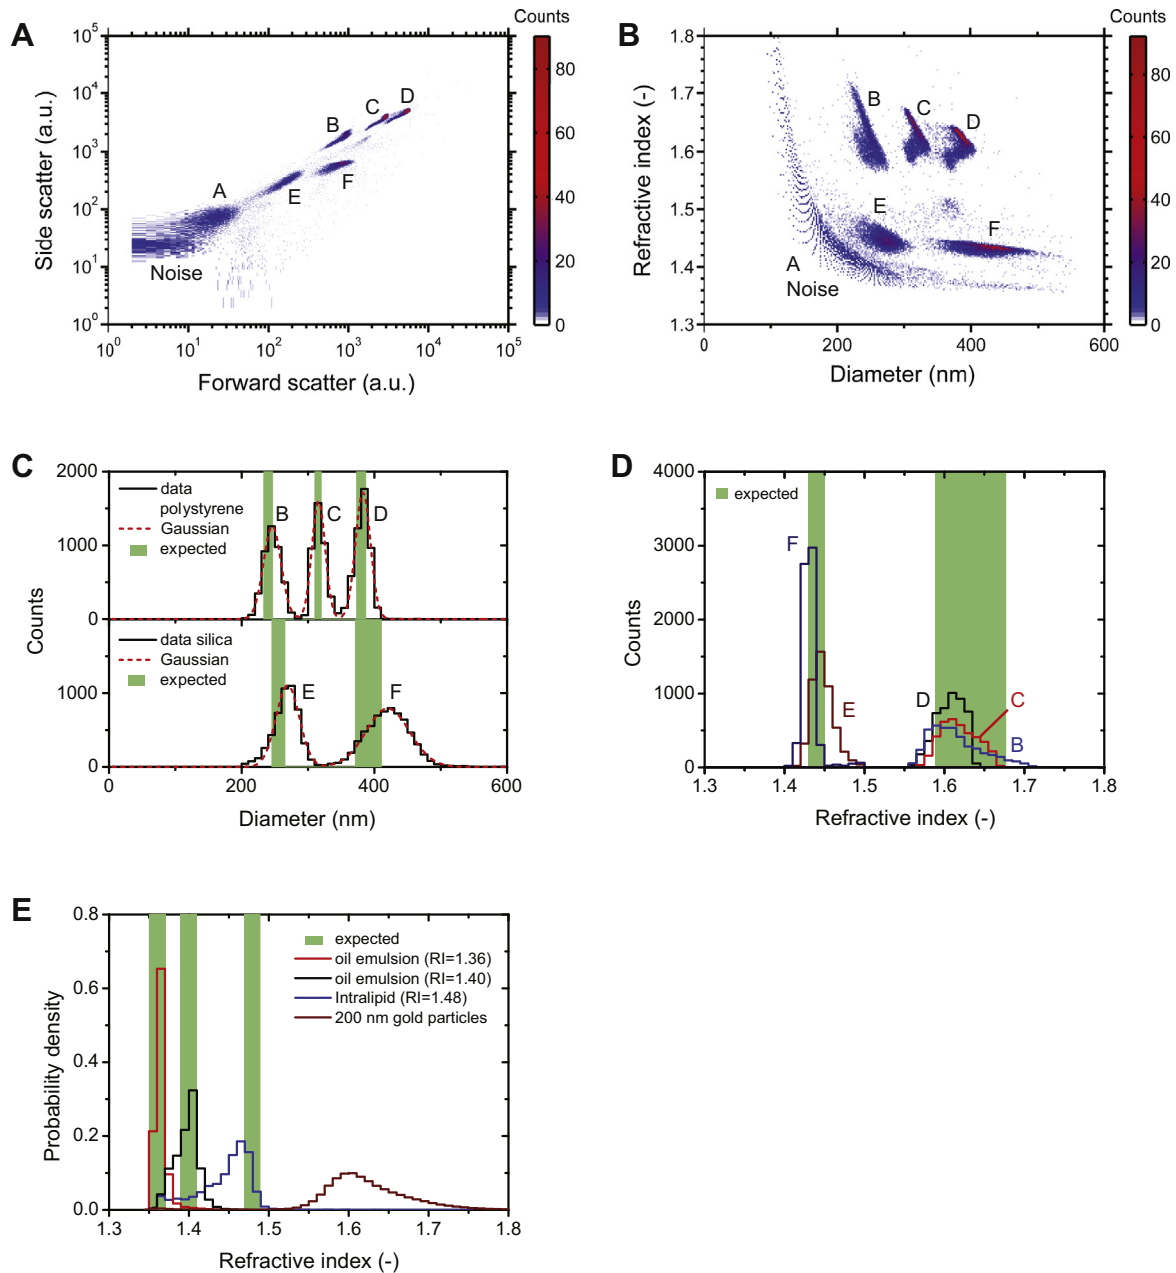 A
Counts
10^5
10^4
10^3
10^2
10^1
10^0
Side scatter (a.u.)
A
B
C
D
E
F
Noise
80
60
40
20
0
10^0
10^1
10^2
10^3
10^4
10^5
Forward scatter (a.u.)
B
Counts
1.8
1.7
1.6
1.5
1.4
1.3
Refractive index (-)
B
C
D
E
F
A
Noise
80
60
40
20
0
0
200
400
600
Diameter (nm)
C
2000
1000
0
data
polystyrene
Gaussian
expected
B
C
D
Counts
data silica
Gaussian
expected
E
F
1000
0
0
200
400
600
Diameter (nm)
D
4000
3000
2000
1000
0
Counts
expected
F
E
D
C
B
1.3
1.4
1.5
1.6
1.7
1.8
Refractive index (-)
E
0.8
0.6
0.4
0.2
0.0
Probability density
expected
oil emulsion (RI=1.36)
oil emulsion (RI=1.40)
Intralipid (RI=1.48)
200 nm gold particles
1.3
1.4
1.5
1.6
1.7
1.8
Refractive index (-)